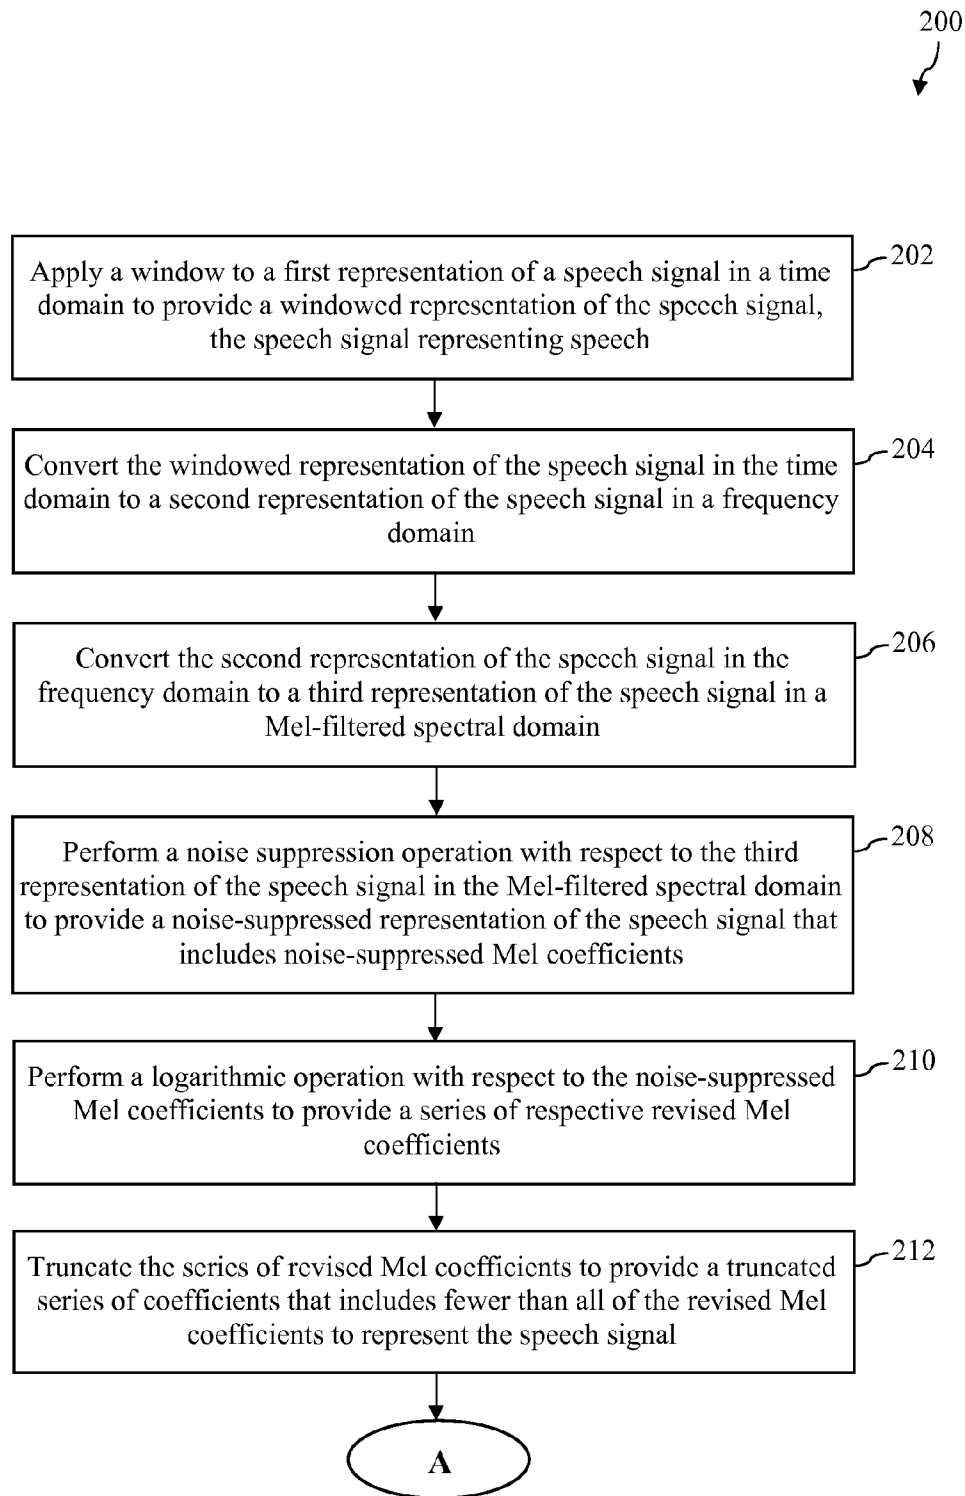 200
202
Apply a window to a first representation of a speech signal in a time
domain to provide a windowed representation of the speech signal,
the speech signal representing speech
204
Convert the windowed representation of the speech signal in the time
domain to a second representation of the speech signal in a frequency
domain
206
Convert the second representation of the speech signal in the
frequency domain to a third representation of the speech signal in a
Mel-filtered spectral domain
208
Perform a noise suppression operation with respect to the third
representation of the speech signal in the Mel-filtered spectral domain
to provide a noise-suppressed representation of the speech signal that
includes noise-suppressed Mel coefficients
210
Perform a logarithmic operation with respect to the noise-suppressed
Mel coefficients to provide a series of respective revised Mel
coefficients
212
Truncate the series of revised Mel coefficients to provide a truncated
series of coefficients that includes fewer than all of the revised Mel
coefficients to represent the speech signal
A